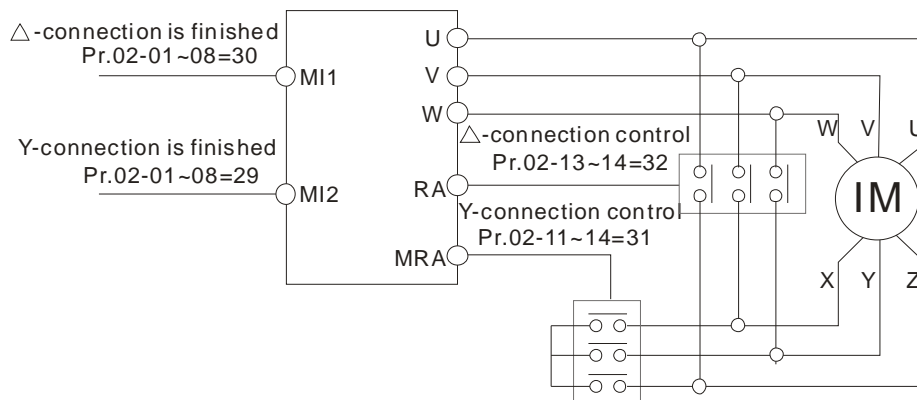 △-connection is finished
Pr.02-01~08=30
MI1
Y-connection is finished
Pr.02-01~08=29
MI2
U
V
W
RA
MRA
△-connection control
Pr.02-13~14=32
Y-connection control
Pr.02-11~14=31
W
V
U
IM
X
Y
Z